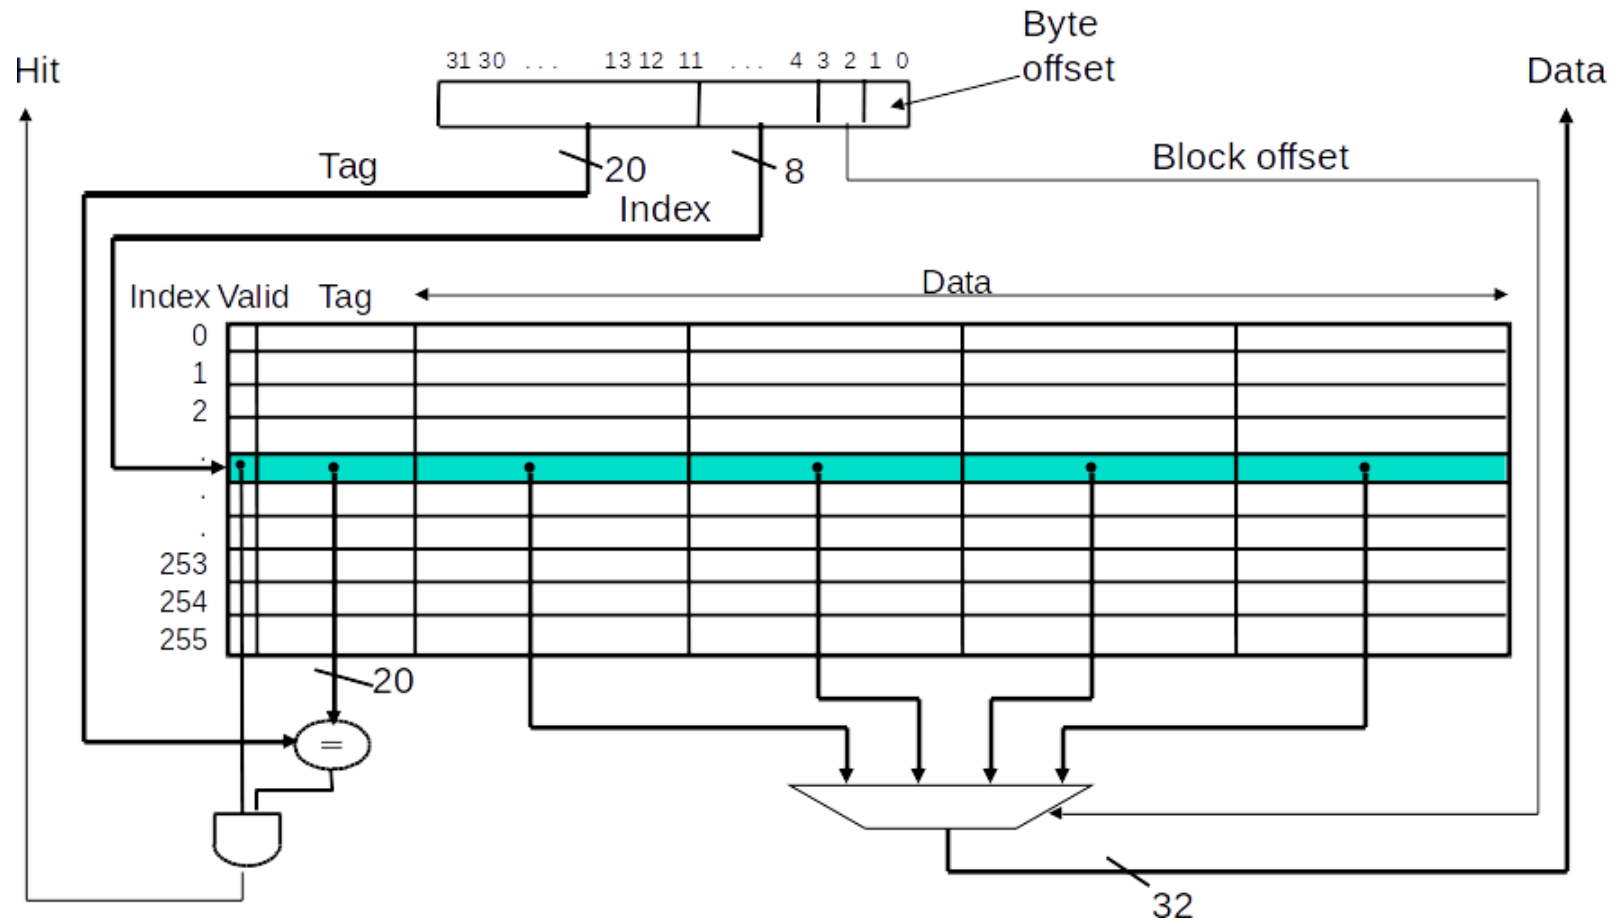 Byte
offset
Hit
31 30 . . . 13 12 11 . . . 4 3 2 1 0
Data
Tag
20
8
Block offset
Index
Index Valid Tag
Data
0
1
2
.
.
.
253
254
255
20
=
32